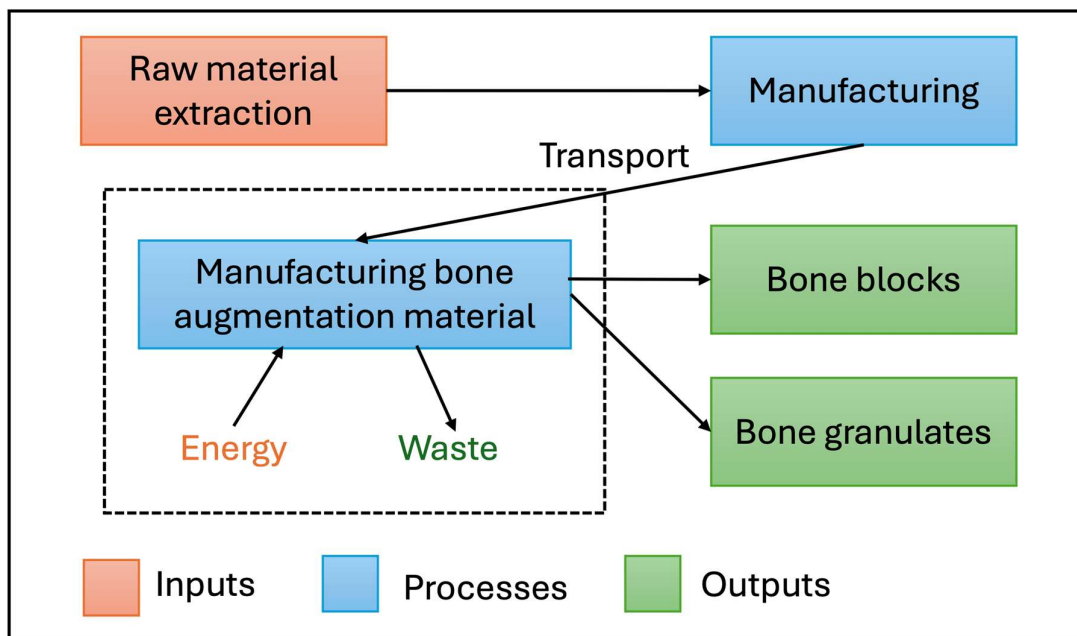 Raw material
extraction
Manufacturing
Transport
Manufacturing bone
augmentation material
Bone blocks
Bone granulates
Energy
Waste
Inputs
Processes
Outputs